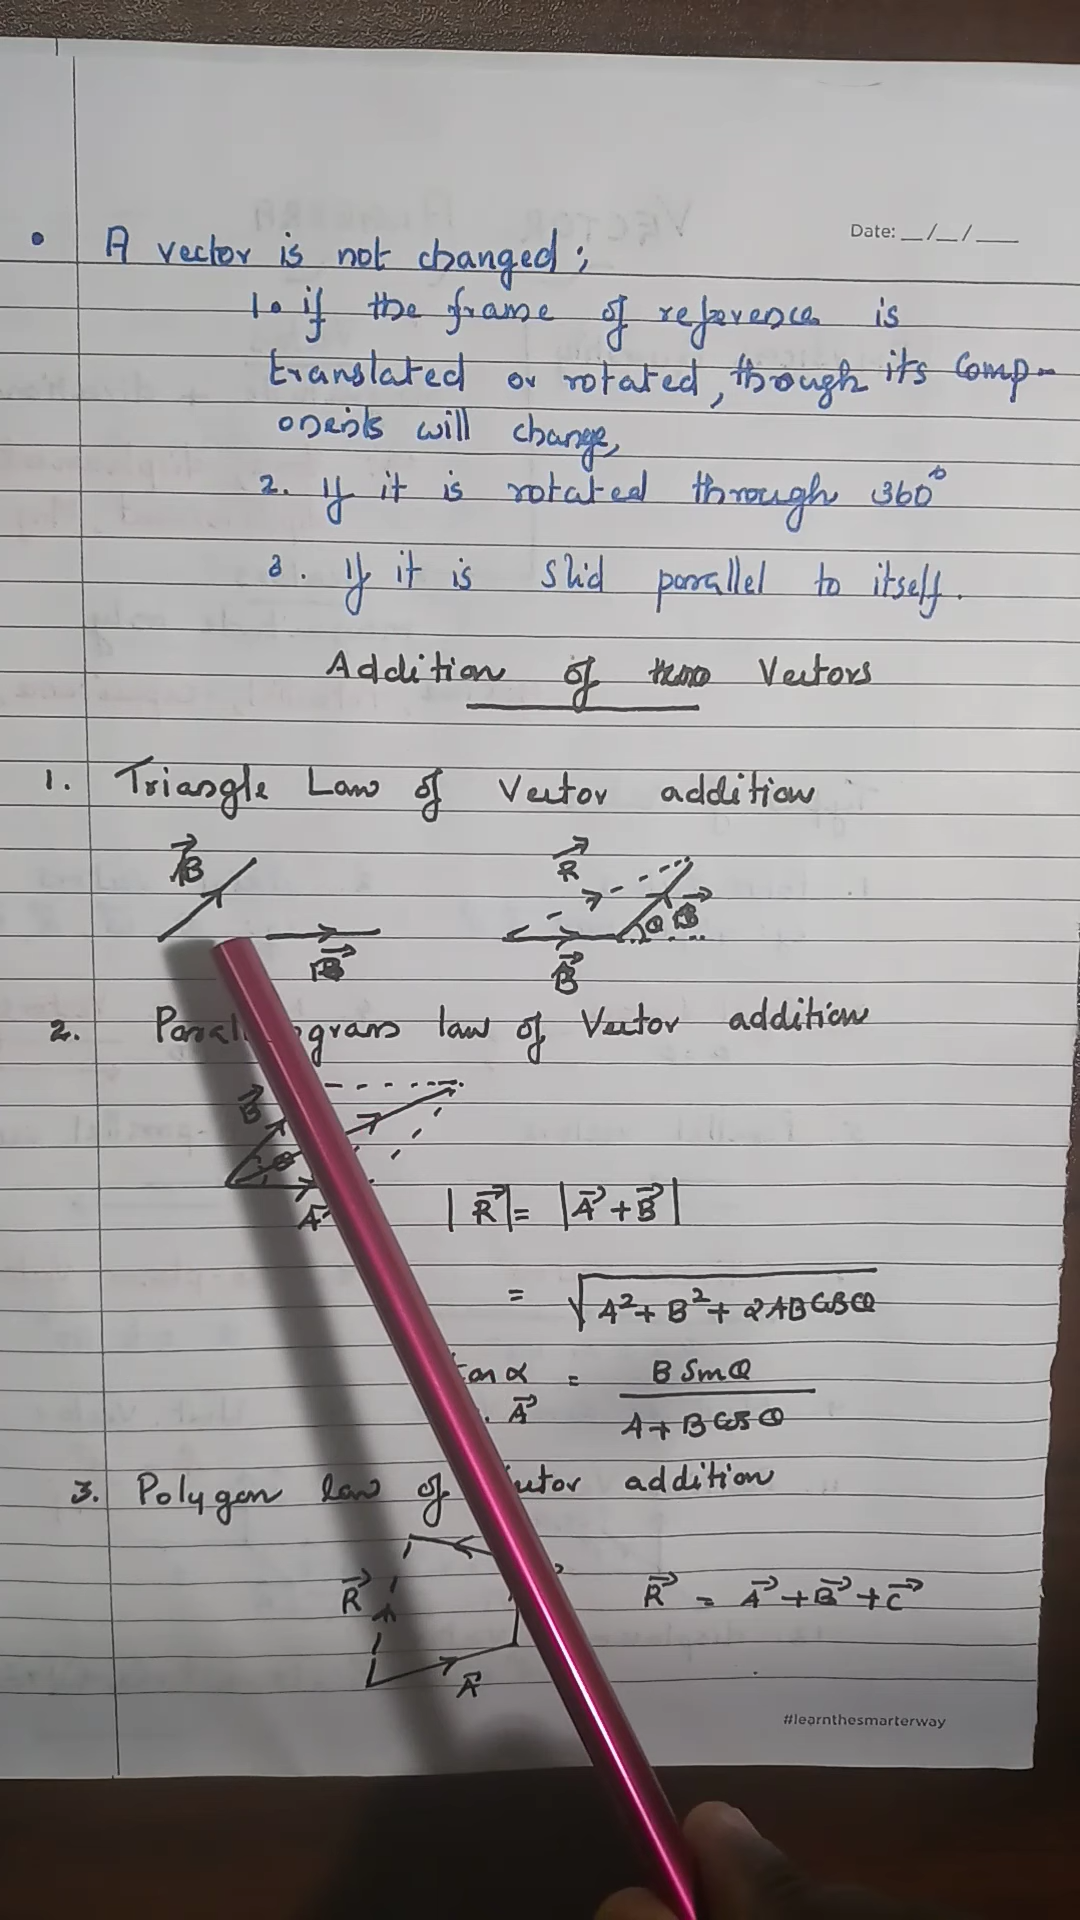 Date: __/__/___
• A vector is not changed;
1. if the frame of reference is
translated or rotated, though its comp-
onents will change,
2. If it is rotated through 360°
3. If it is slid parallel to itself.
Addition of two Vectors
1. Triangle Law of Vector addition
B⃗ R⃗
B⃗ B⃗ θ B⃗
2. law of Vector addition
B⃗
θ
A⃗ |R⃗| = |A⃗ + B⃗|
= √A² + B² + 2AB cos θ
tan α = B Sin θ / A + B cos θ
A⃗
3. Polygon law of addition
R⃗ R⃗ = A⃗ + B⃗ + C⃗
A⃗
#learnthesmarterway